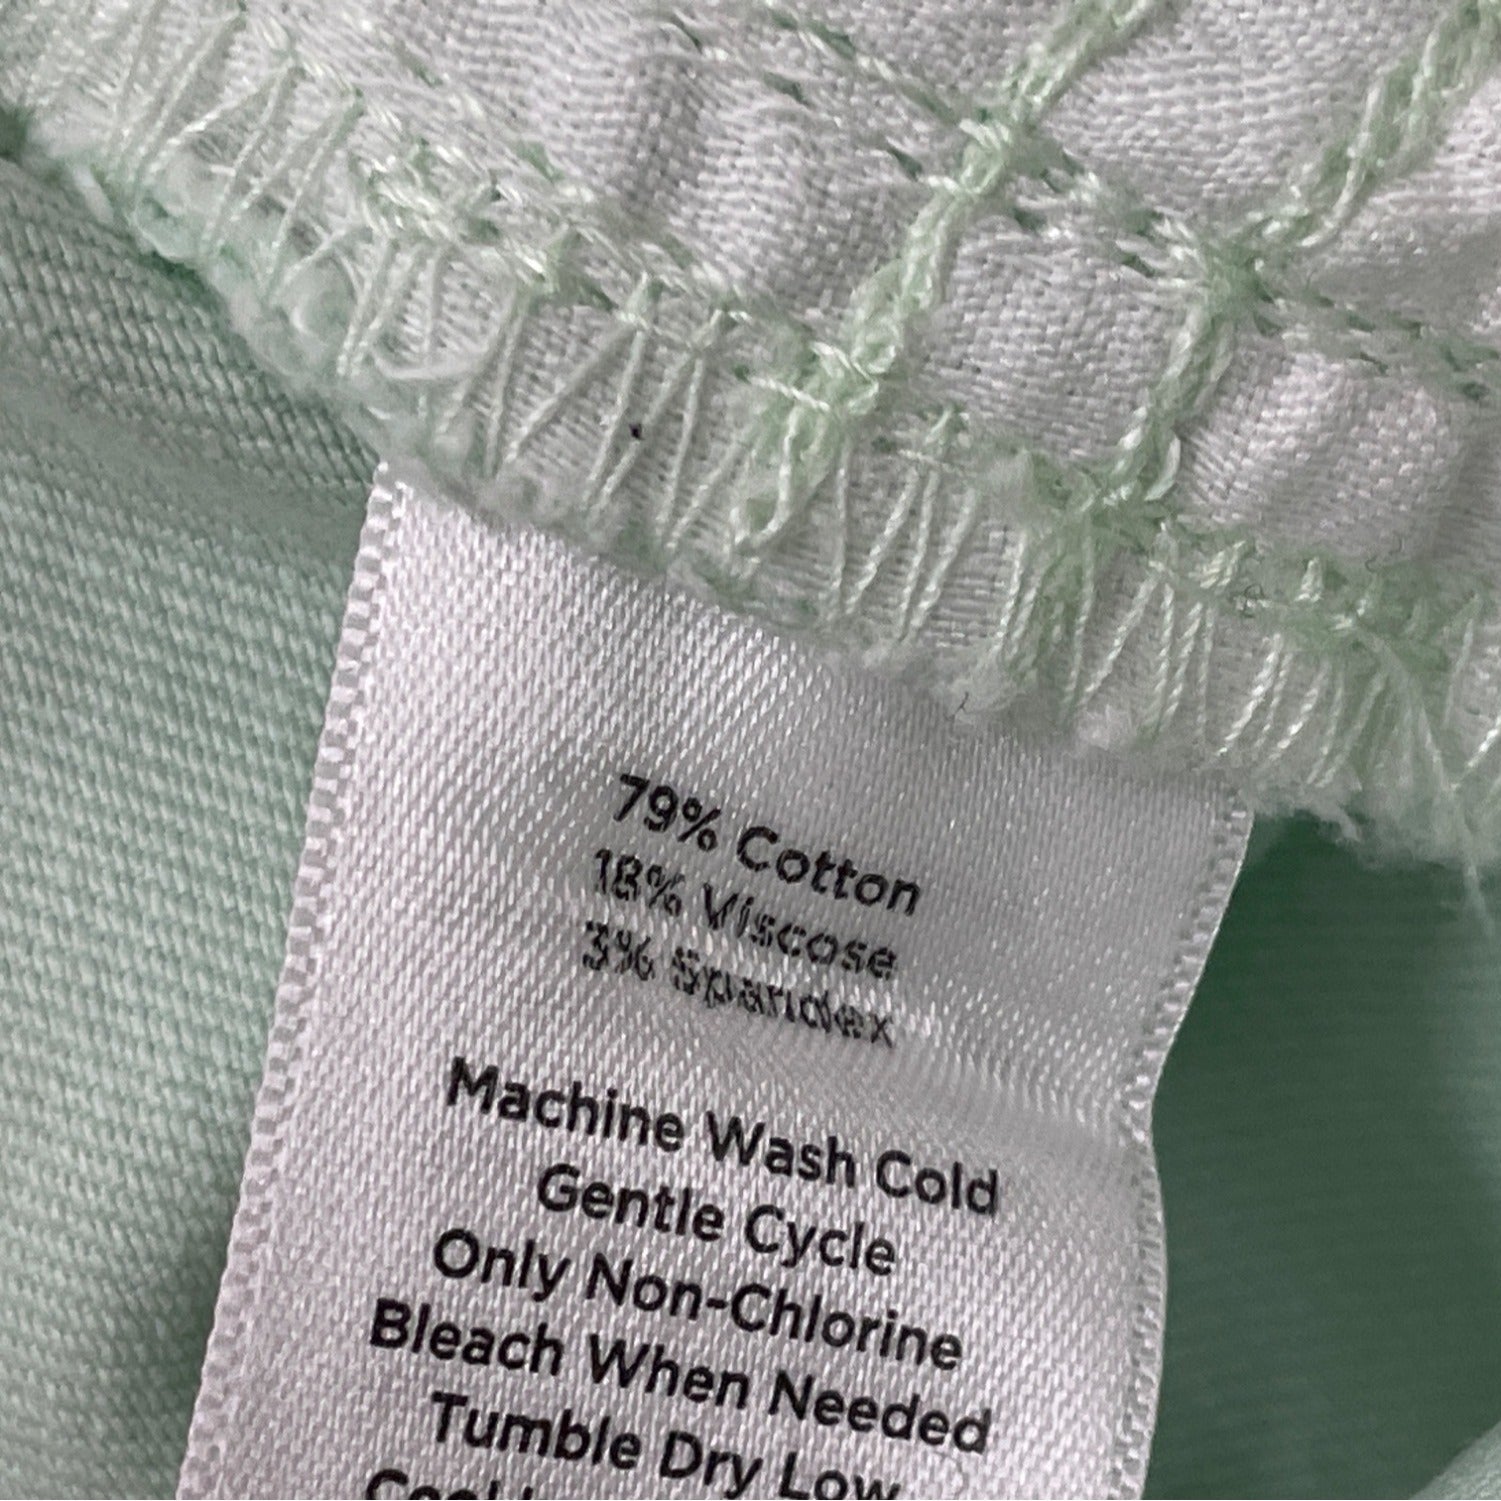 79% Cotton
18% Viscose
3% Spandex
Machine Wash Cold
Gentle Cycle
Only Non-Chlorine
Bleach When Needed
Tumble Dry Low